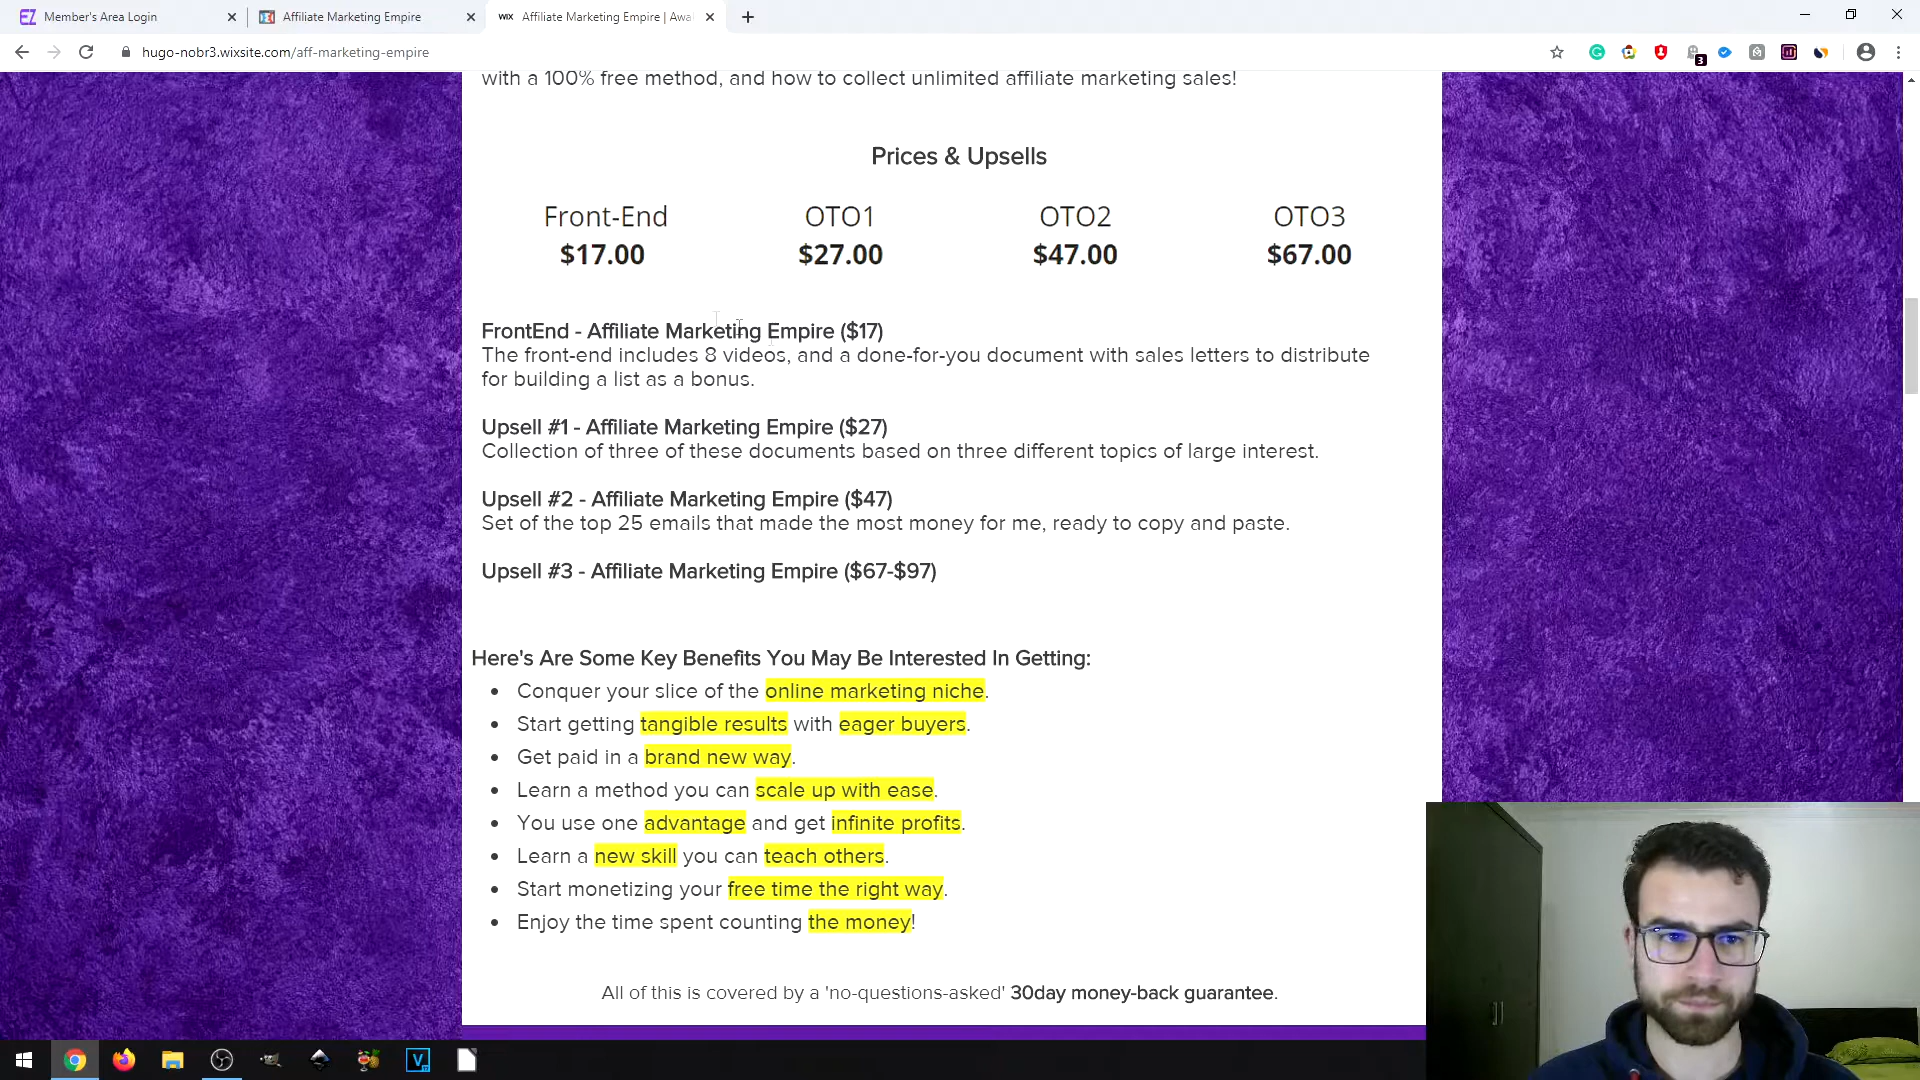 Member's Area Login
Affiliate Marketing Empire
WIX Affiliate Marketing Empire | Awa
hugo-nobr3.wixsite.com/aff-marketing-empire
3
with a 100% free method, and how to collect unlimited affiliate marketing sales!
Prices & Upsells
Front-End OTO1 OTO2 OTO3
$17.00 $27.00 $47.00 $67.00
FrontEnd - Affiliate Marketing Empire ($17)
The front-end includes 8 videos, and a done-for-you document with sales letters to distribute
for building a list as a bonus.
Upsell #1 - Affiliate Marketing Empire ($27)
Collection of three of these documents based on three different topics of large interest.
Upsell #2 - Affiliate Marketing Empire ($47)
Set of the top 25 emails that made the most money for me, ready to copy and paste.
Upsell #3 - Affiliate Marketing Empire ($67-$97)
Here's Are Some Key Benefits You May Be Interested In Getting:
• Conquer your slice of the online marketing niche.
• Start getting tangible results with eager buyers.
• Get paid in a brand new way.
• Learn a method you can scale up with ease.
• You use one advantage and get infinite profits.
• Learn a new skill you can teach others.
• Start monetizing your free time the right way.
• Enjoy the time spent counting the money!
All of this is covered by a 'no-questions-asked' 30day money-back guarantee.